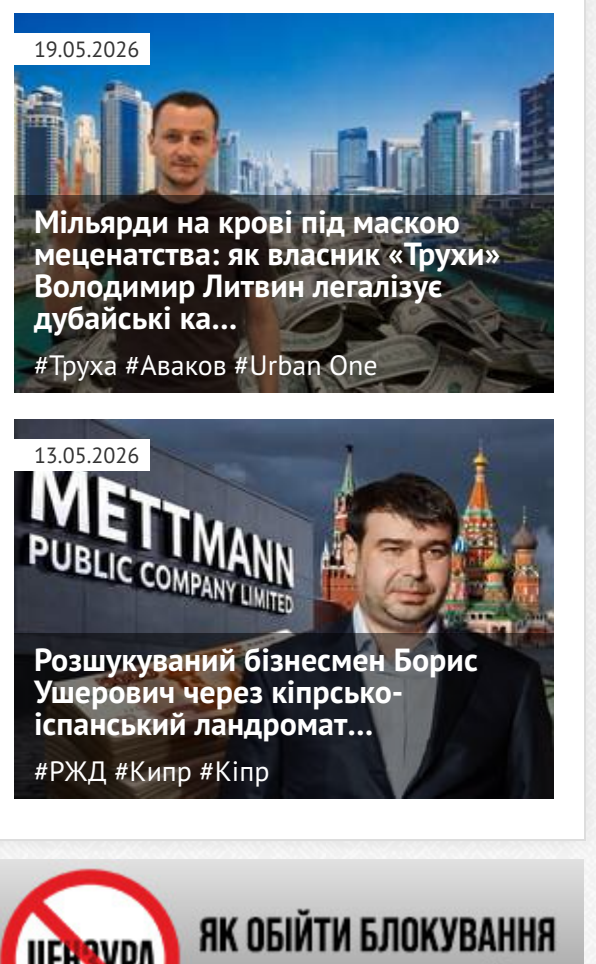 19.05.2026
Мільярди на крові під маскою
меценатства: як власник «Трухи»
Володимир Литвин легалізує
дубайські ка...
#Труха #Аваков #Urban One
13.05.2026
METTMANN
PUBLIC COMPANY LIMITED
Розшукуваний бізнесмен Борис
Ушерович через кіпрсько-
іспанський ландромат...
#РЖД #Кипр #Кіпр
ЦЕНЗУРА
ЯК ОБІЙТИ БЛОКУВАННЯ